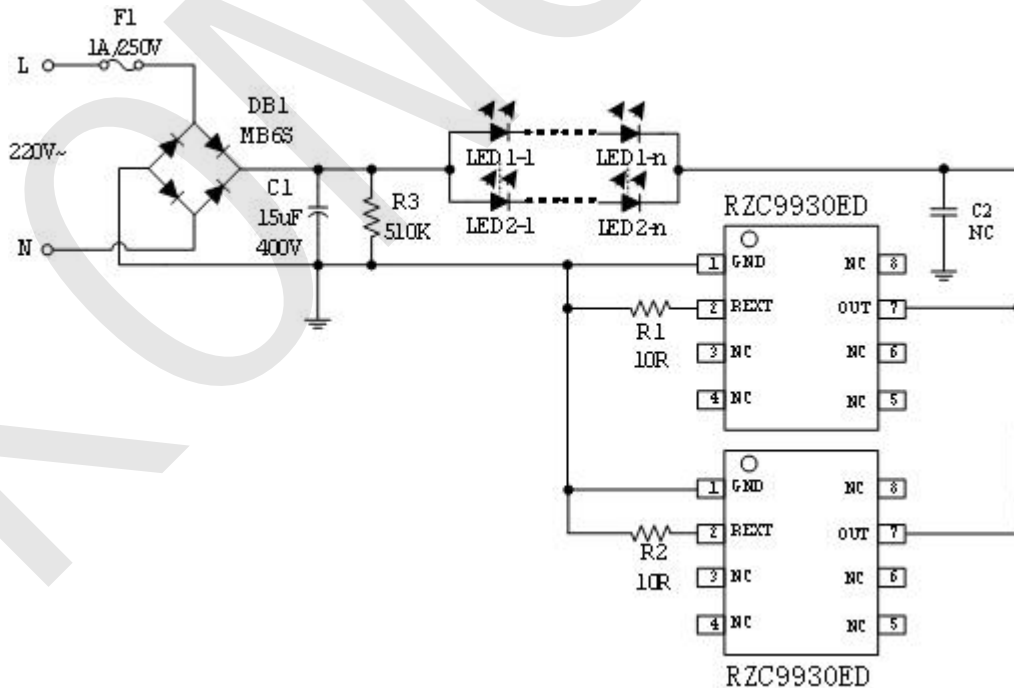 F1
1A/250V
L
DB1
MB6S
220V~
N
C1
15uF
400V
R3
510K
LED1-1
LED1-n
LED2-1
LED2-n
C2
NC
RZC9930ED
1 GND NC 8
2 REXT OUT 7
3 NC NC 6
4 NC NC 5
R1
10R
1 GND NC 8
2 REXT OUT 7
3 NC NC 6
4 NC NC 5
R2
10R
RZC9930ED